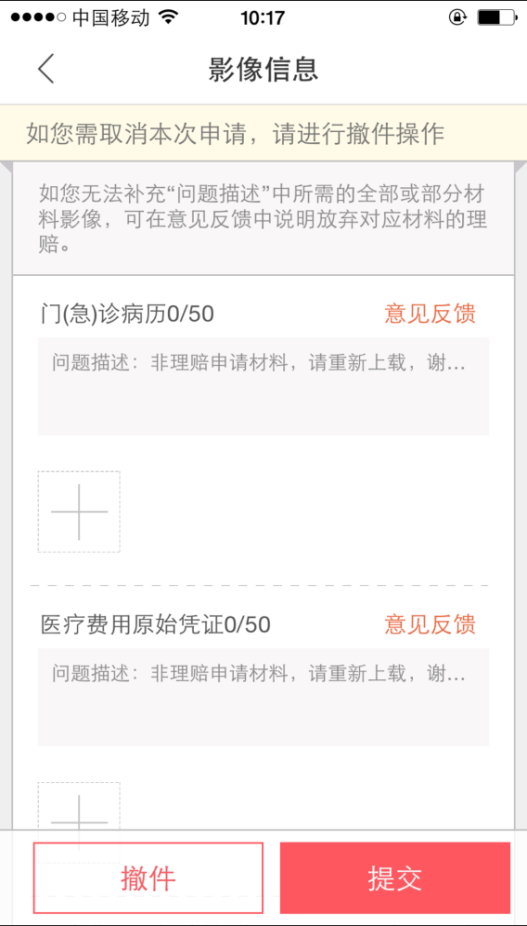 中国移动 10:17
影像信息
如您需取消本次申请，请进行撤件操作
如您无法补充“问题描述”中所需的全部或部分材
料影像，可在意见反馈中说明放弃对应材料的理
赔。
门(急)诊病历0/50 意见反馈
问题描述：非理赔申请材料，请重新上载，谢...
医疗费用原始凭证0/50 意见反馈
问题描述：非理赔申请材料，请重新上载，谢...
撤件 提交